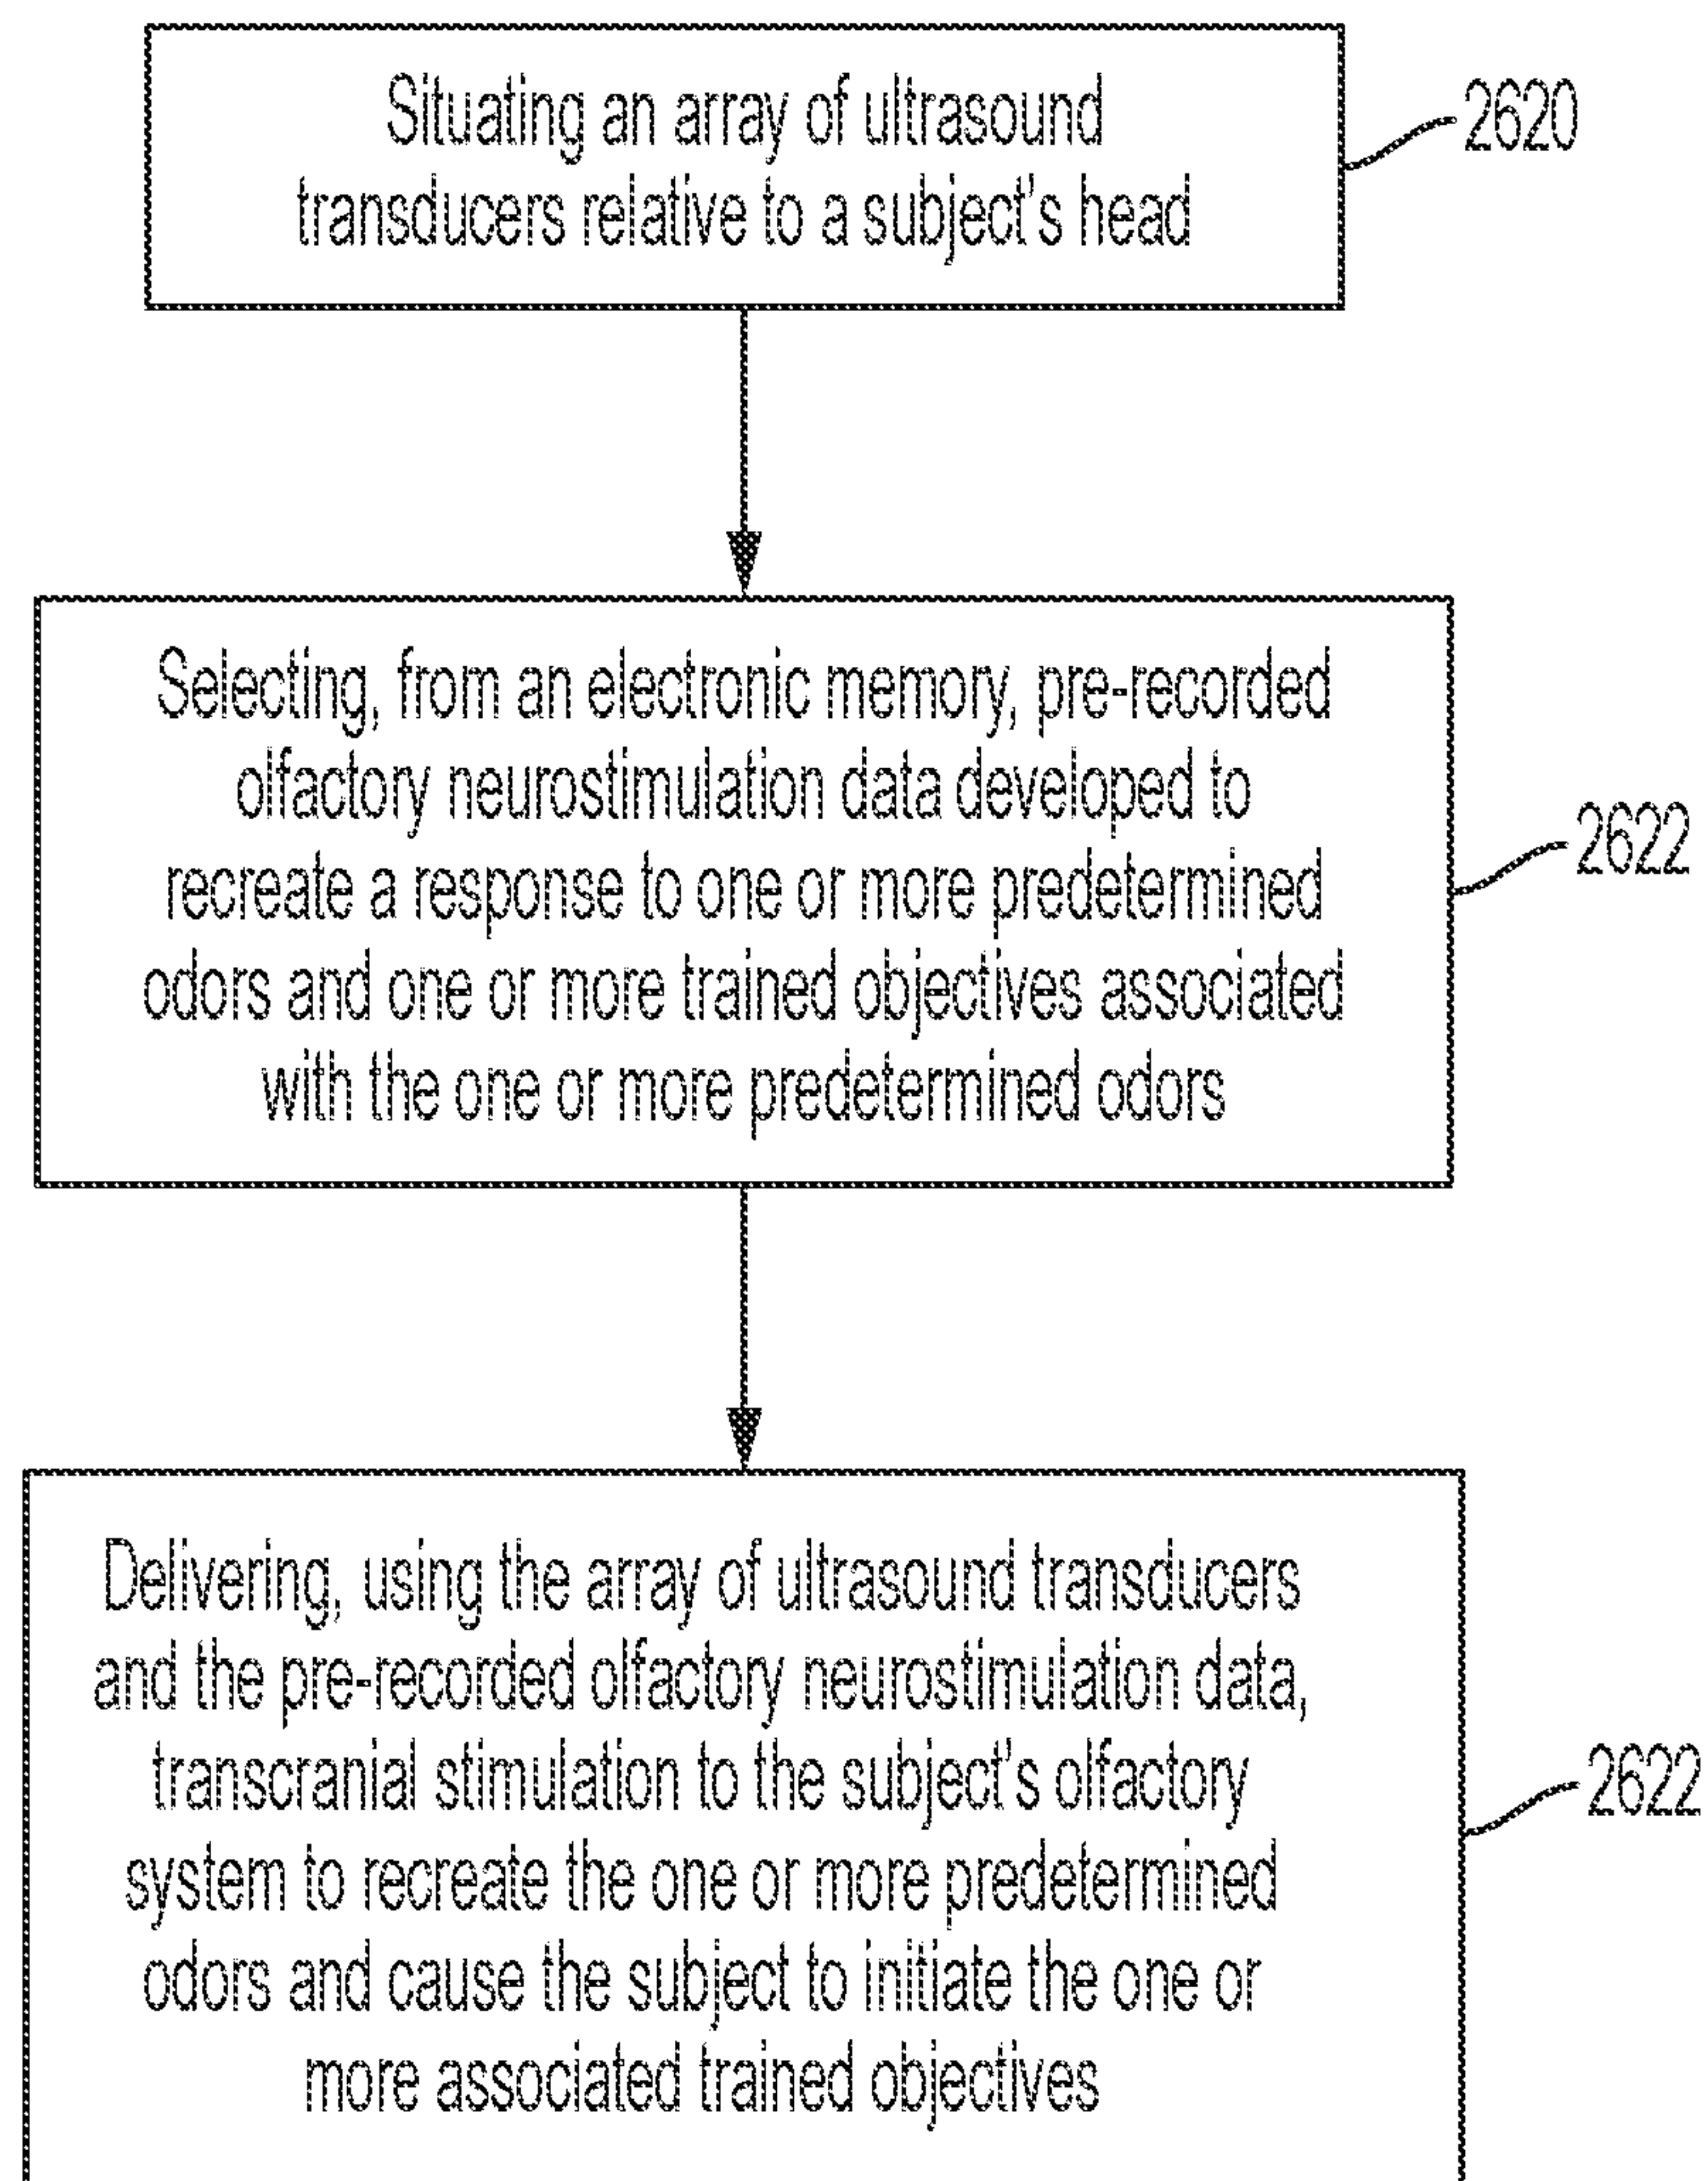 Situating an array of ultrasound
transducers relative to a subject's head
2620
Selecting, from an electronic memory, pre-recorded
olfactory neurostimulation data developed to
recreate a response to one or more predetermined
odors and one or more trained objectives associated
with the one or more predetermined odors
2622
Delivering, using the array of ultrasound transducers
and the pre-recorded olfactory neurostimulation data,
transcranial stimulation to the subject's olfactory
system to recreate the one or more predetermined
odors and cause the subject to initiate the one or
more associated trained objectives
2622